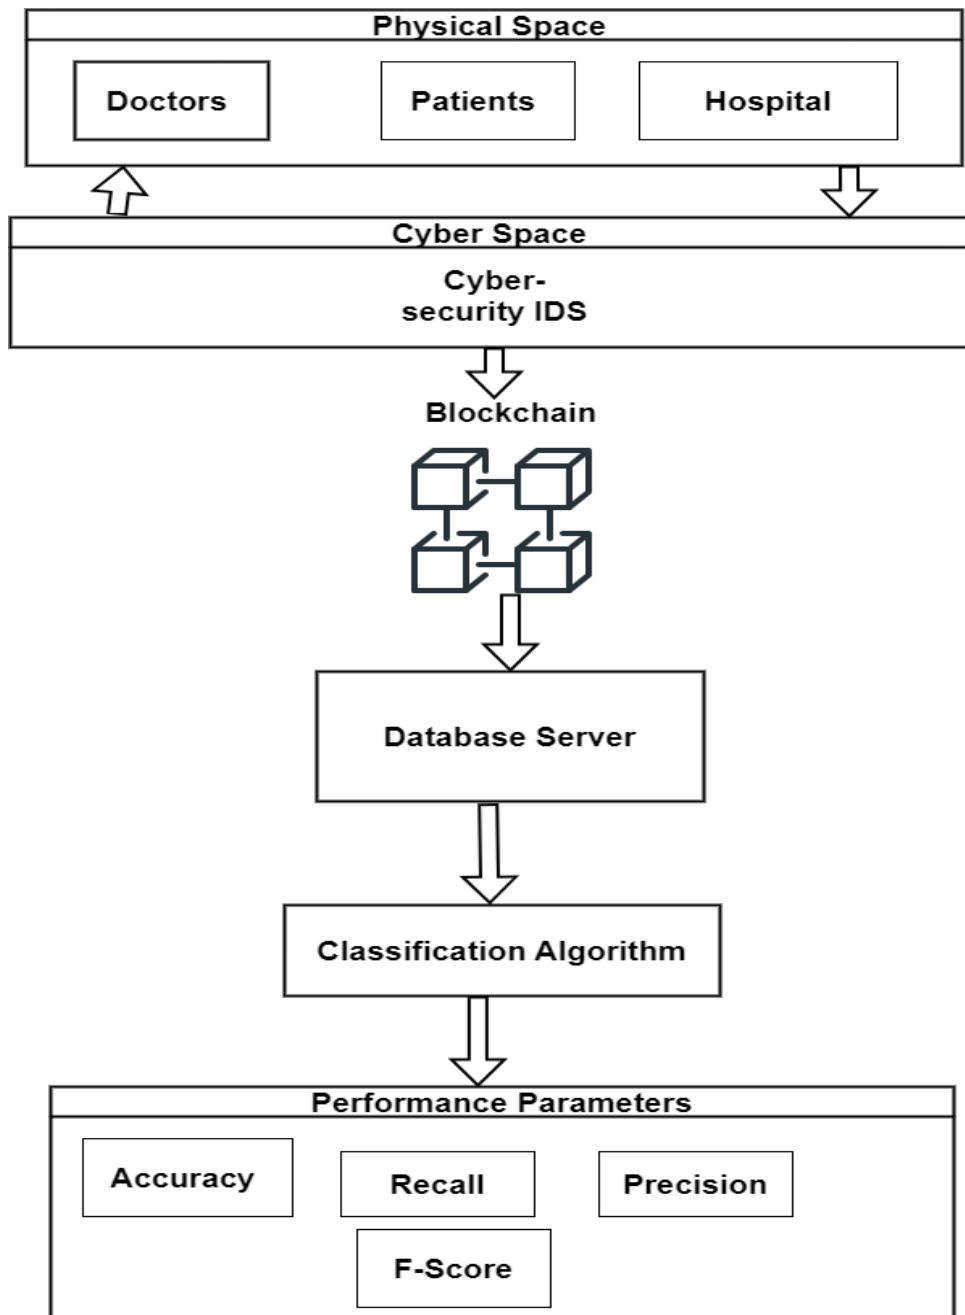 Physical Space
Doctors
Patients
Hospital
Cyber Space
Cyber-
security IDS
Blockchain
Database Server
Classification Algorithm
Performance Parameters
Accuracy
Recall
Precision
F-Score